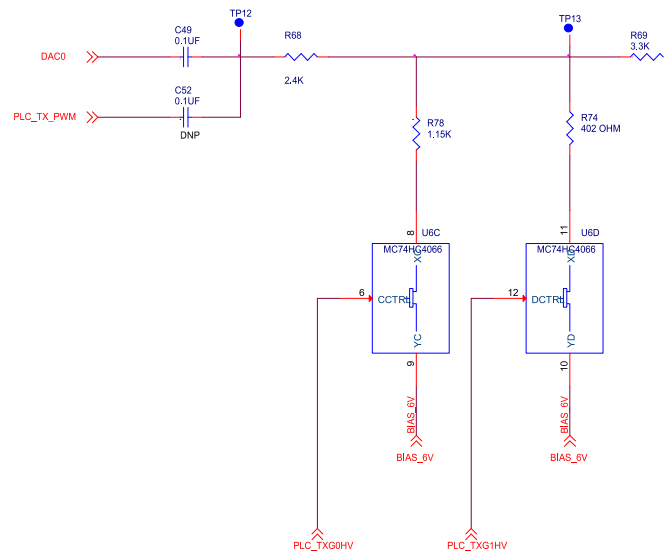 TP12
TP13
C49
0.1UF
R68
R69
3.3K
DAC0
2.4K
C52
0.1UF
PLC_TX_PWM
DNP
R78
1.15K
R74
402 OHM
8
U6C
11
U6D
MC74HC4066
MC74HC4066
XC
XD
6
CCTRL
12
DCTRL
YC
YD
9
10
BIAS_6V
BIAS_6V
BIAS_6V
BIAS_6V
PLC_TXG0HV
PLC_TXG1HV